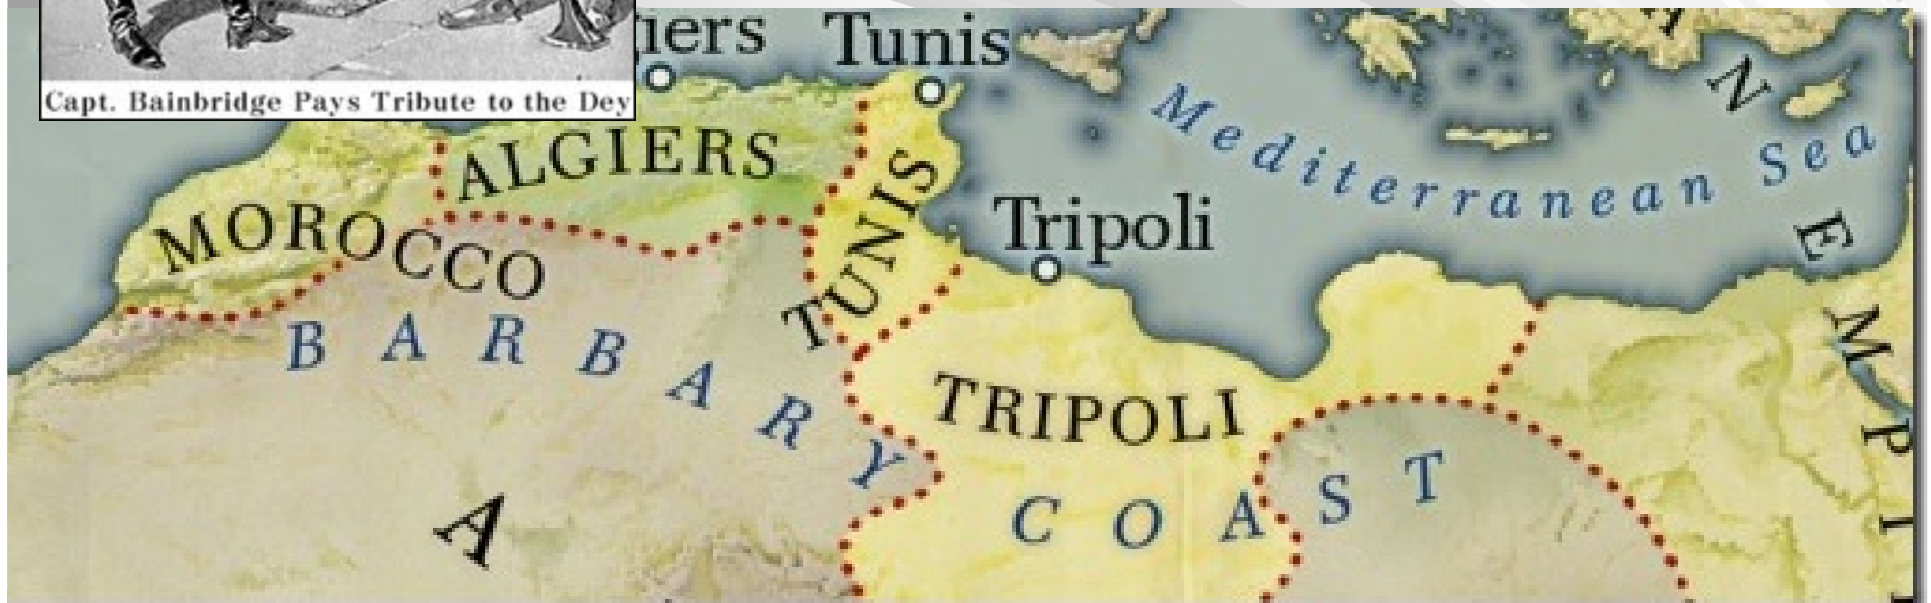 Capt. Bainbridge Pays Tribute to the Dey
Tunis
Mediterranean Sea
ALGIERS
MOROCCO
TUNIS
Tripoli
BARBARY COAST
TRIPOLI
A